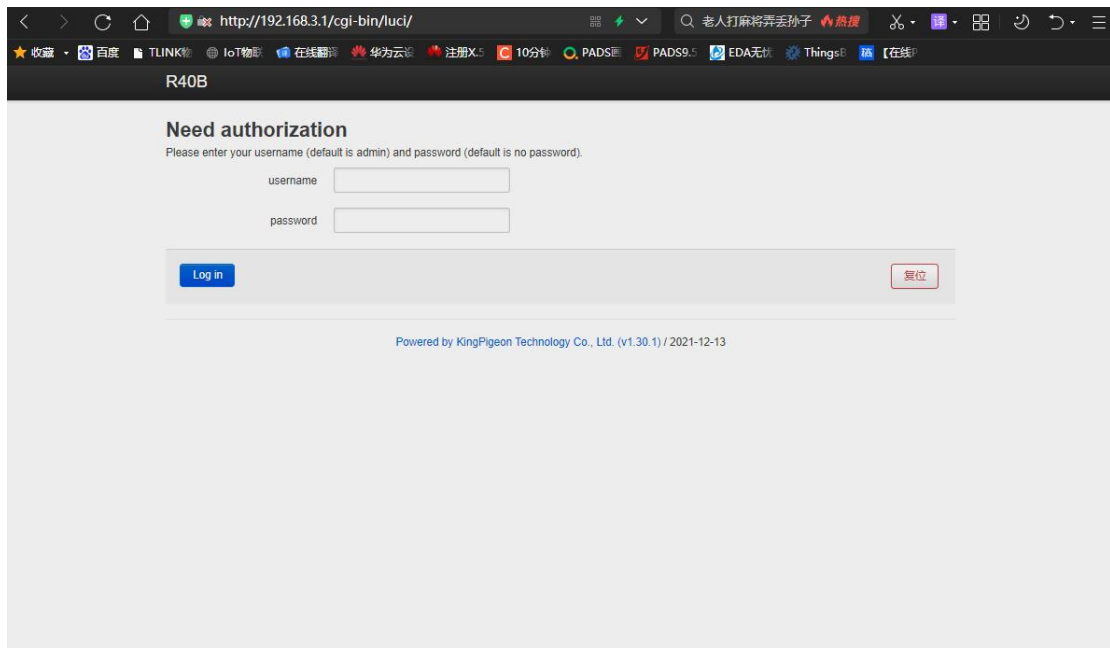 http://192.168.3.1/cgi-bin/luci/ 老人打麻将弄丢孙子 热搜 译
收藏 百度 TLINK物 IoT物联 在线翻译 华为云设 注册X.5 C 10分钟 PADS画 PADS9.5 EDA无忧 ThingsB 【在线P
R40B
Need authorization
Please enter your username (default is admin) and password (default is no password).
username
password
Log in 复位
Powered by KingPigeon Technology Co., Ltd. (v1.30.1) / 2021-12-13